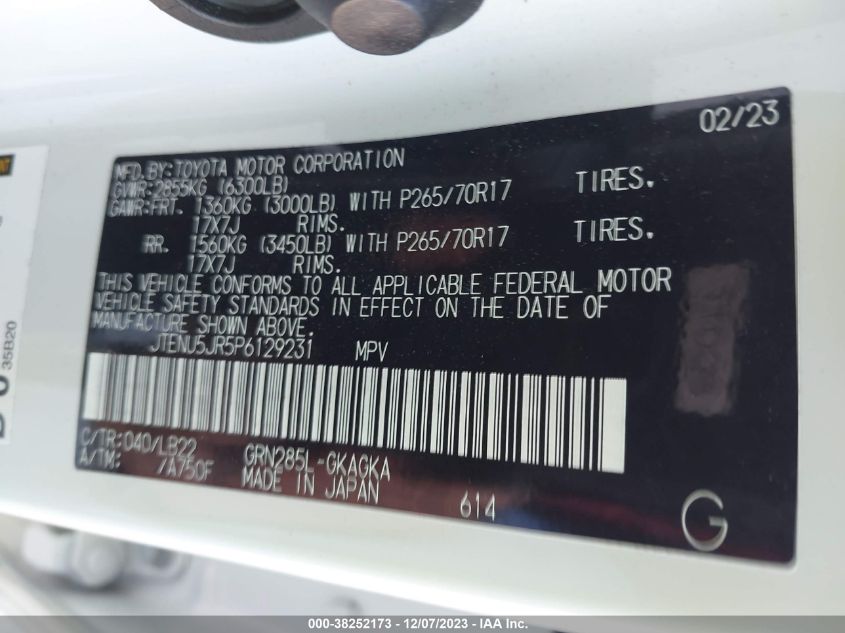 02/23
MFD.BY:TOYOTA MOTOR CORPORATION
GVWR:2855KG (6300LB)
GAWR:FRT. 1360KG (3000LB) WITH P265/70R17 TIRES.
17X7J RIMS.
RR. 1560KG (3450LB) WITH P265/70R17 TIRES.
17X7J RIMS.
THIS VEHICLE CONFORMS TO ALL APPLICABLE FEDERAL MOTOR
VEHICLE SAFETY STANDARDS IN EFFECT ON THE DATE OF
MANUFACTURE SHOWN ABOVE.
JTENU5JR5P6129231 MPV
C/TR:040/LB22 GRN285L-GKAGKA
A/TM: /A750F MADE IN JAPAN
614
G
35B20
000-38252173 - 12/07/2023 - IAA Inc.